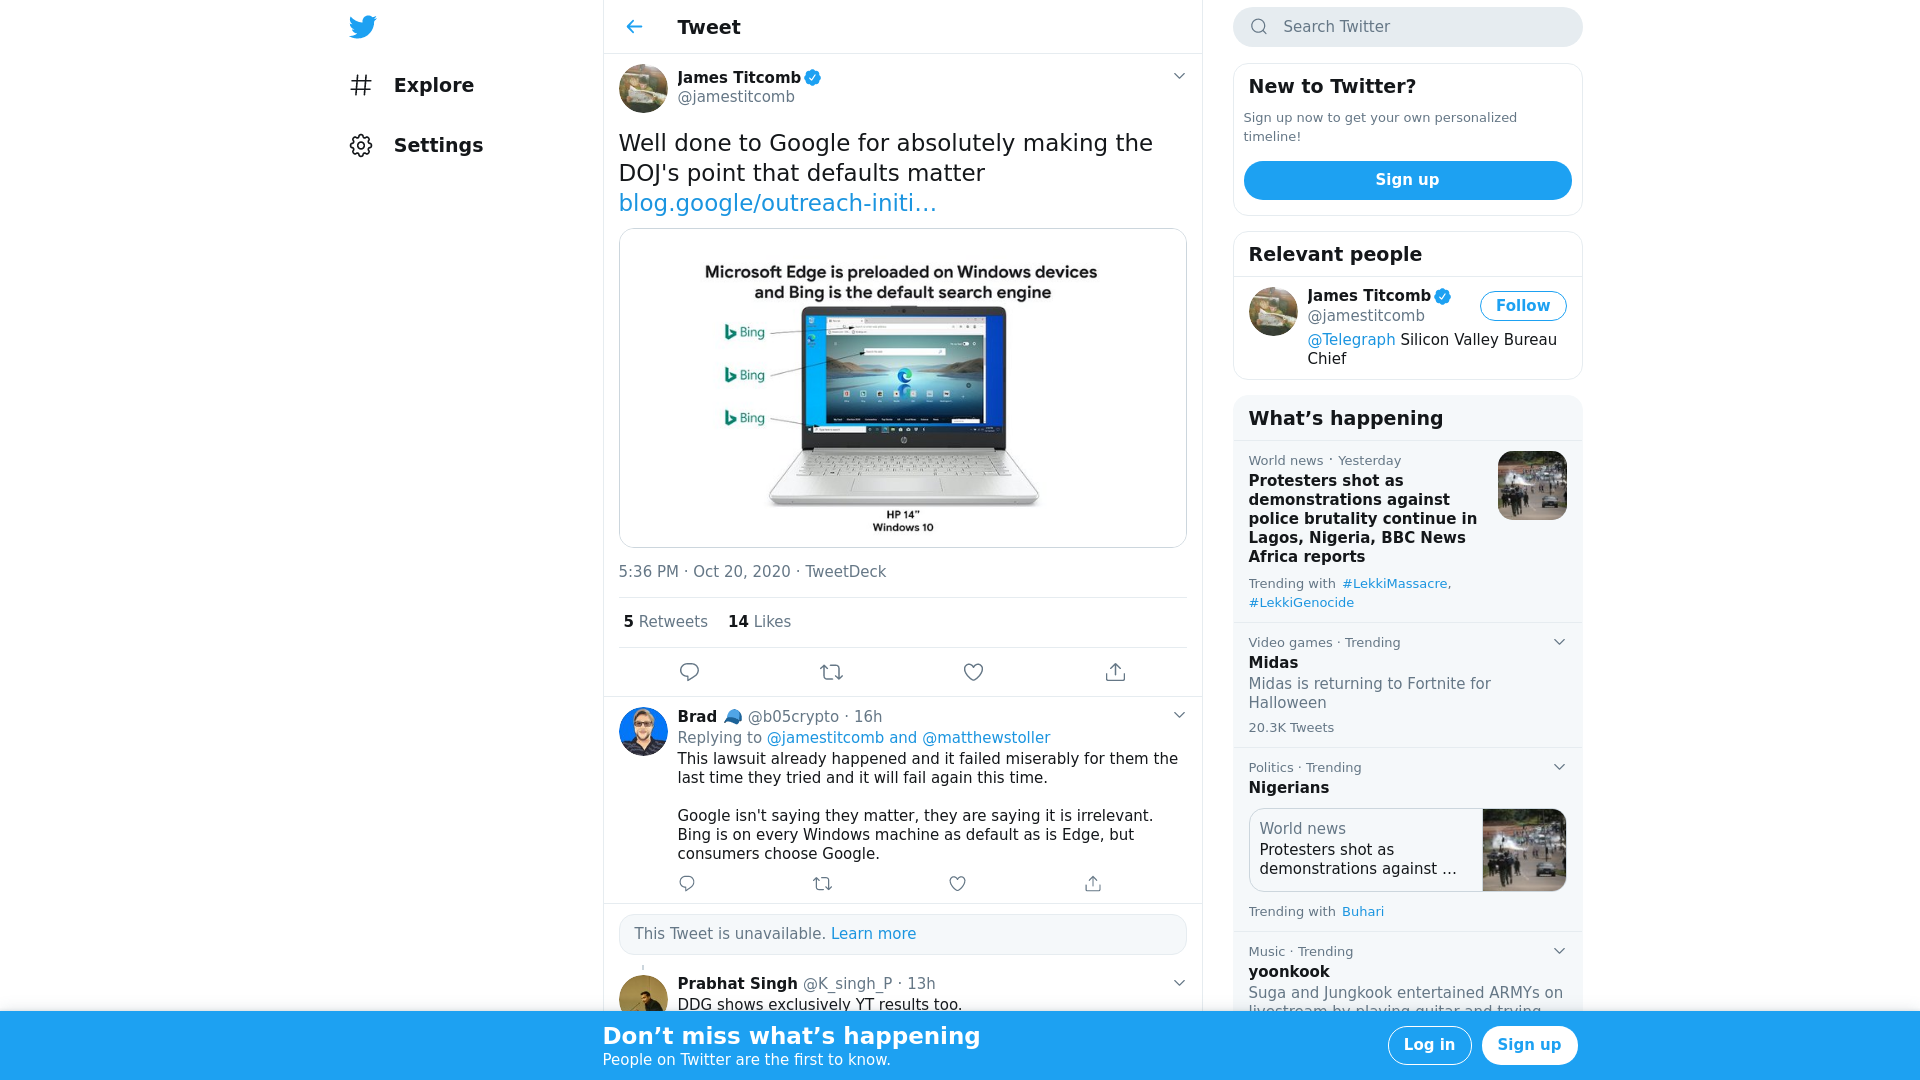 Explore
Settings
Tweet
James Titcomb
@jamestitcomb
Well done to Google for absolutely making the
DOJ's point that defaults matter
blog.google/outreach-initi…
Microsoft Edge is preloaded on Windows devices
and Bing is the default search engine
Bing
Bing
Bing
HP 14"
Windows 10
5:36 PM · Oct 20, 2020 · TweetDeck
5 Retweets 14 Likes
Brad @b05crypto · 16h
Replying to @jamestitcomb and @matthewstoller
This lawsuit already happened and it failed miserably for them the
last time they tried and it will fail again this time.
Google isn't saying they matter, they are saying it is irrelevant.
Bing is on every Windows machine as default as is Edge, but
consumers choose Google.
This Tweet is unavailable. Learn more
Prabhat Singh @K_singh_P · 13h
DDG shows exclusively YT results too.
Search Twitter
New to Twitter?
Sign up now to get your own personalized
timeline!
Sign up
Relevant people
James Titcomb
@jamestitcomb
Follow
@Telegraph Silicon Valley Bureau
Chief
What's happening
World news · Yesterday
Protesters shot as
demonstrations against
police brutality continue in
Lagos, Nigeria, BBC News
Africa reports
Trending with #LekkiMassacre,
#LekkiGenocide
Video games · Trending
Midas
Midas is returning to Fortnite for
Halloween
20.3K Tweets
Politics · Trending
Nigerians
World news
Protesters shot as
demonstrations against …
Trending with Buhari
Music · Trending
yoonkook
Suga and Jungkook entertained ARMYs on
livestream by playing guitar and trying
Don't miss what's happening
People on Twitter are the first to know.
Log in
Sign up